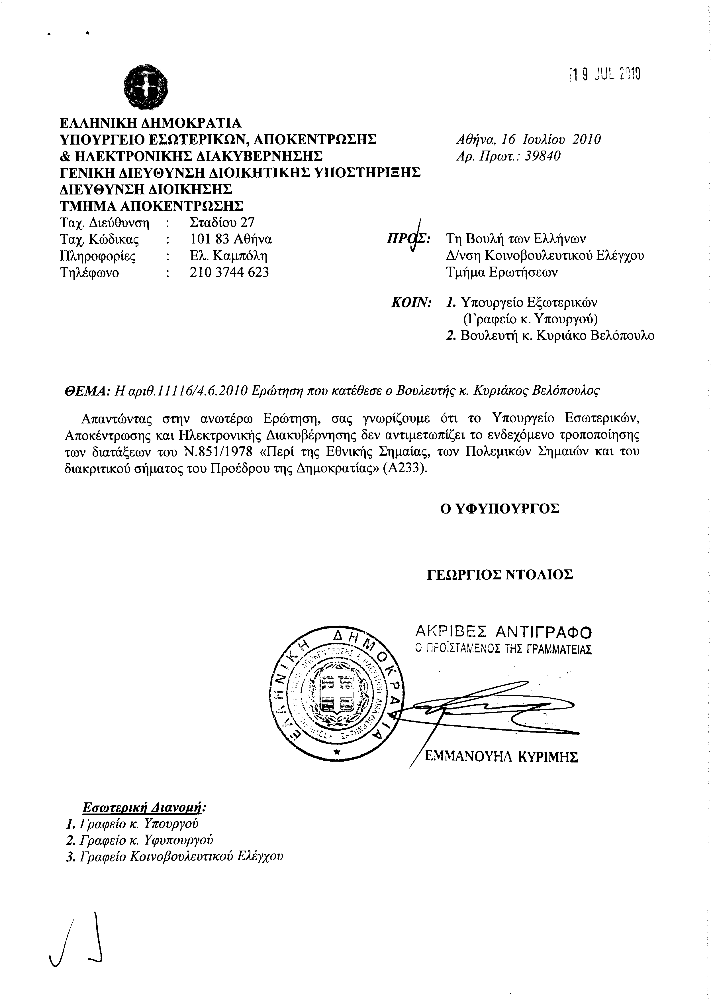 19 JUL 2010
ΕΛΛΗΝΙΚΗ ΔΗΜΟΚΡΑΤΙΑ
ΥΠΟΥΡΓΕΙΟ ΕΣΩΤΕΡΙΚΩΝ, ΑΠΟΚΕΝΤΡΩΣΗΣ
& ΗΛΕΚΤΡΟΝΙΚΗΣ ΔΙΑΚΥΒΕΡΝΗΣΗΣ
ΓΕΝΙΚΗ ΔΙΕΥΘΥΝΣΗ ΔΙΟΙΚΗΤΙΚΗΣ ΥΠΟΣΤΗΡΙΞΗΣ
ΔΙΕΥΘΥΝΣΗ ΔΙΟΙΚΗΣΗΣ
ΤΜΗΜΑ ΑΠΟΚΕΝΤΡΩΣΗΣ
Ταχ. Διεύθυνση : Σταδίου 27
Ταχ. Κώδικας : 101 83 Αθήνα
Πληροφορίες : Ελ. Καμπόλη
Τηλέφωνο : 210 3744 623
Αθήνα, 16 Ιουλίου 2010
Αρ. Πρωτ.: 39840
ΠΡΟΣ: Τη Βουλή των Ελλήνων
Δ/νση Κοινοβουλευτικού Ελέγχου
Τμήμα Ερωτήσεων
ΚΟΙΝ: 1. Υπουργείο Εξωτερικών
(Γραφείο κ. Υπουργού)
2. Βουλευτή κ. Κυριάκο Βελόπουλο
ΘΕΜΑ: Η αριθ.11116/4.6.2010 Ερώτηση που κατέθεσε ο Βουλευτής κ. Κυριάκος Βελόπουλος
Απαντώντας στην ανωτέρω Ερώτηση, σας γνωρίζουμε ότι το Υπουργείο Εσωτερικών,
Αποκέντρωσης και Ηλεκτρονικής Διακυβέρνησης δεν αντιμετωπίζει το ενδεχόμενο τροποποίησης
των διατάξεων του Ν.851/1978 «Περί της Εθνικής Σημαίας, των Πολεμικών Σημαιών και του
διακριτικού σήματος του Προέδρου της Δημοκρατίας» (Α233).
Ο ΥΦΥΠΟΥΡΓΟΣ
ΓΕΩΡΓΙΟΣ ΝΤΟΛΙΟΣ
ΑΚΡΙΒΕΣ ΑΝΤΙΓΡΑΦΟ
Ο ΠΡΟΪΣΤΑΜΕΝΟΣ ΤΗΣ ΓΡΑΜΜΑΤΕΙΑΣ
ΕΛΛΗΝΙΚΗ ΔΗΜΟΚΡΑΤΙΑ
ΕΜΜΑΝΟΥΗΛ ΚΥΡΙΜΗΣ
Εσωτερική Διανομή:
1. Γραφείο κ. Υπουργού
2. Γραφείο κ. Υφυπουργού
3. Γραφείο Κοινοβουλευτικού Ελέγχου